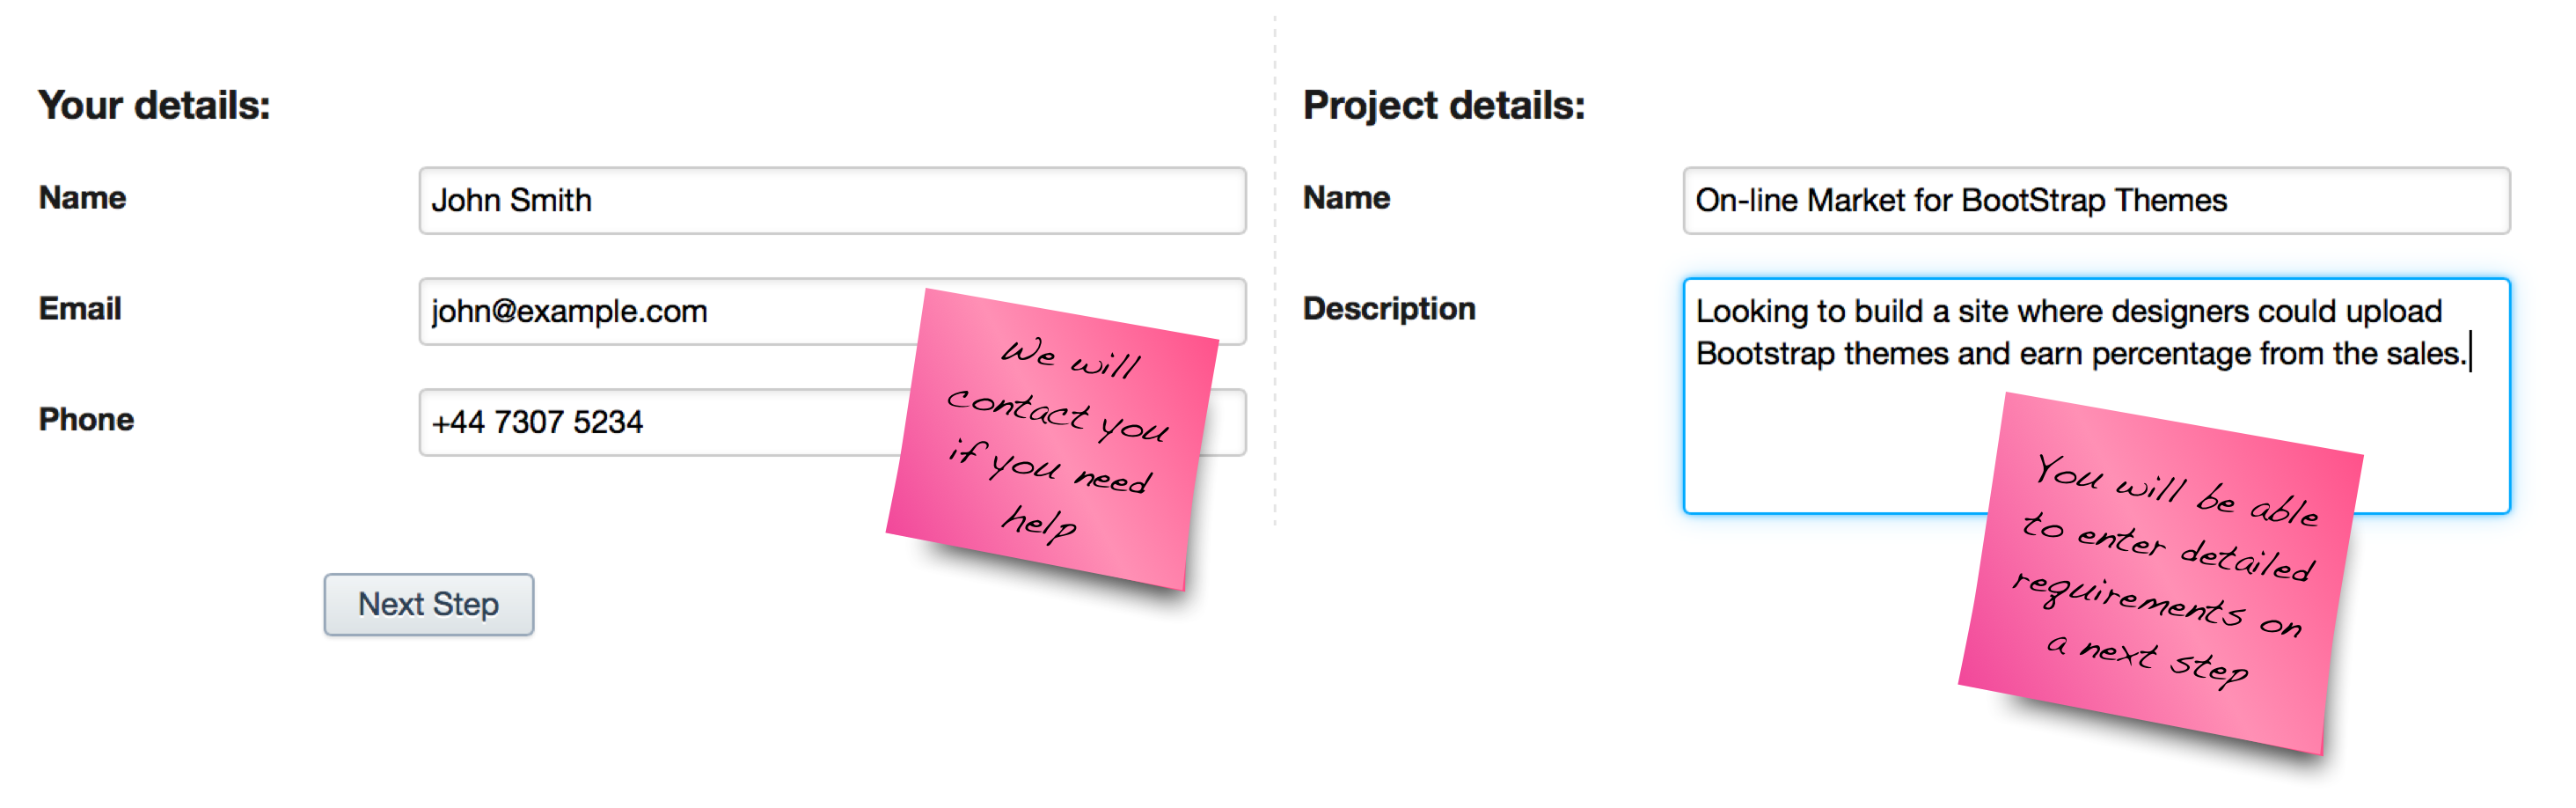 Your details:
Name
John Smith
Email
john@example.com
Phone
+44 7307 5234
We will
contact you
if you need
help
Next Step
Project details:
Name
On-line Market for BootStrap Themes
Description
Looking to build a site where designers could upload
Bootstrap themes and earn percentage from the sales.
You will be able
to enter detailed
requirements on
a next step